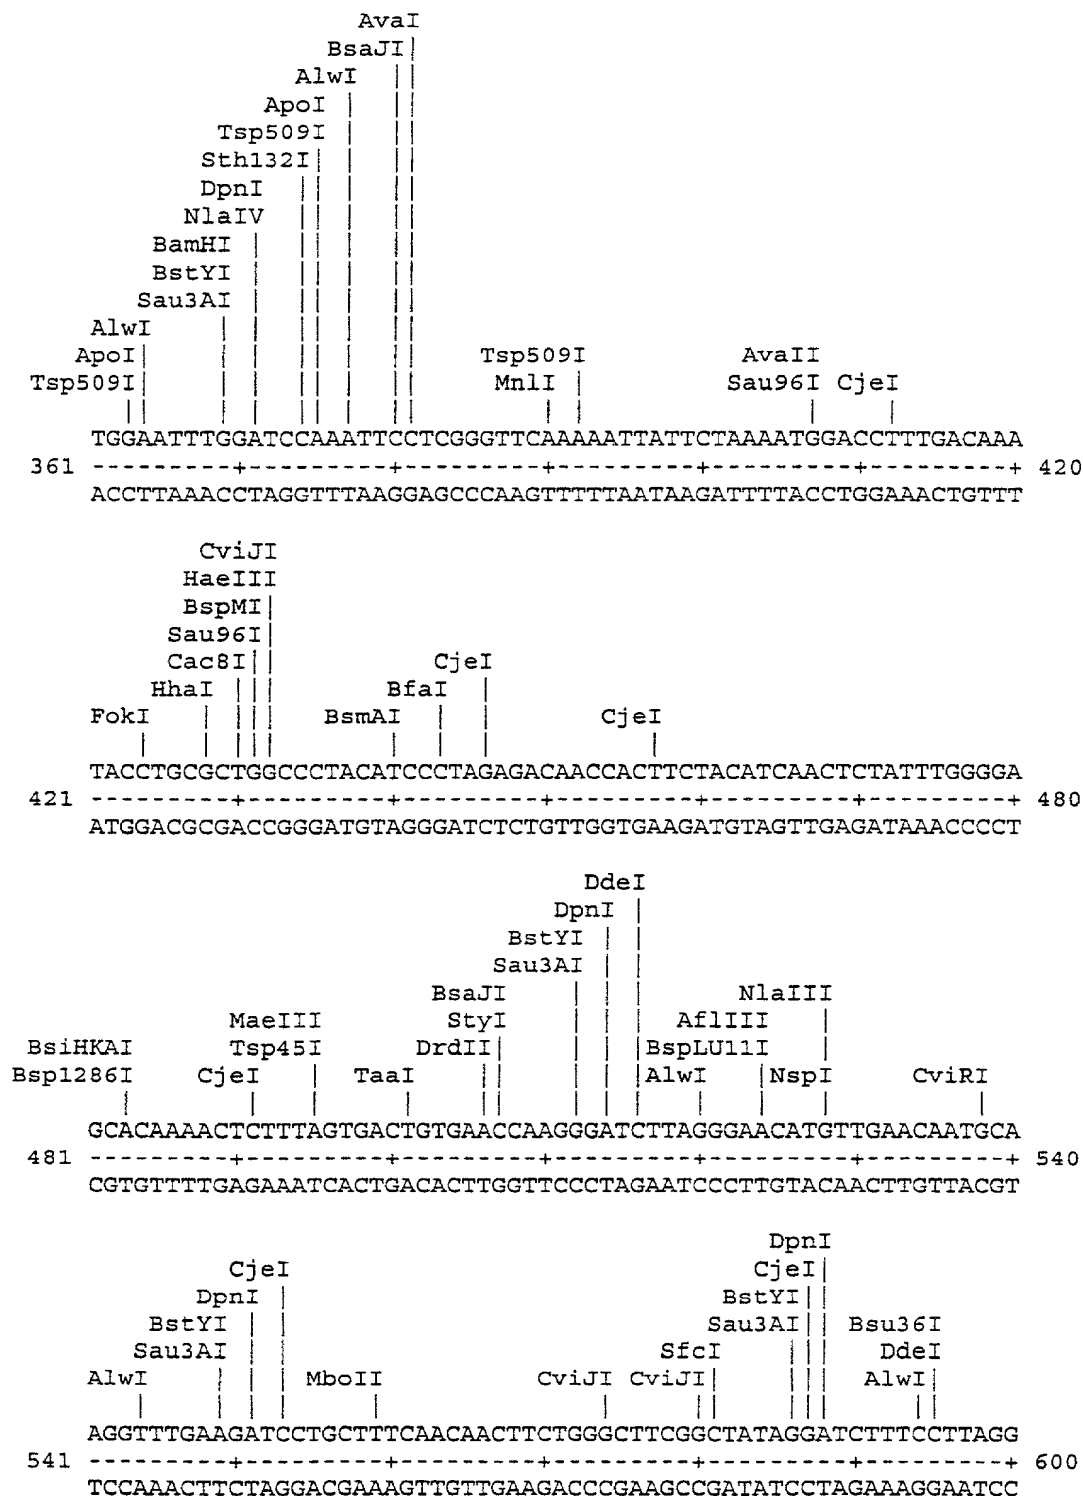 AvaI
BsaJI
AlwI
ApoI
Tsp509I
Sth132I
DpnI
NlaIV
BamHI
BstYI
Sau3AI
AlwI
ApoI Tsp509I AvaII
Tsp509I MnlI Sau96I CjeI
TGGAATTTGGATCCAAATTCCTCGGGTTCAAAAATTATTCTAAAATGGACCTTTGACAAA
361 ---------+---------+---------+---------+---------+---------+ 420
ACCTTAAACCTAGGTTTAAGGAGCCCAAGTTTTTAATAAGATTTTACCTGGAAACTGTTT
CviJI
HaeIII
BspMI
Sau96I
Cac8I CjeI
HhaI BfaI
FokI BsmAI CjeI
TACCTGCGCTGGCCCTACATCCCTAGAGACAACCACTTCTACATCAACTCTATTTGGGGA
421 ---------+---------+---------+---------+---------+---------+ 480
ATGGACGCGACCGGGATGTAGGGATCTCTGTTGGTGAAGATGTAGTTGAGATAAACCCCT
DdeI
DpnI
BstYI
Sau3AI
BsaJI NlaIII
MaeIII StyI AflIII
BsiHKAI Tsp45I DrdII BspLU11I
Bsp1286I CjeI TaaI AlwI NspI CviRI
GCACAAAACTCTTTAGTGACTGTGAACCAAGGGATCTTAGGGAACATGTTGAACAATGCA
481 ---------+---------+---------+---------+---------+---------+ 540
CGTGTTTTGAGAAATCACTGACACTTGGTTCCCTAGAATCCCTTGTACAACTTGTTACGT
DpnI
CjeI CjeI
DpnI BstYI
BstYI Sau3AI Bsu36I
Sau3AI SfcI DdeI
AlwI MboII CviJI CviJI AlwI
AGGTTTGAAGATCCTGCTTTCAACAACTTCTGGGCTTCGGCTATAGGATCTTTCCTTAGG
541 ---------+---------+---------+---------+---------+---------+ 600
TCCAAACTTCTAGGACGAAAGTTGTTGAAGACCCGAAGCCGATATCCTAGAAAGGAATCC